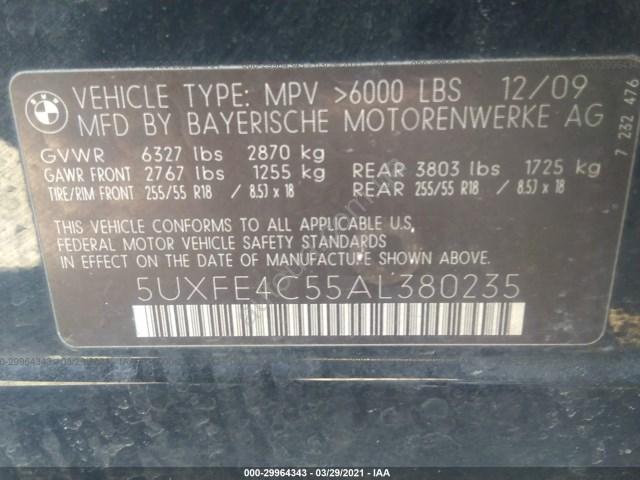 BMW
VEHICLE TYPE: MPV >6000 LBS 12/09
MFD BY BAYERISCHE MOTORENWERKE AG
GVWR 6327 lbs 2870 kg
GAWR FRONT 2767 lbs 1255 kg REAR 3803 lbs 1725 kg
TIRE/RIM FRONT 255/55 R18 / 8.5J x 18 REAR 255/55 R18 / 8.5J x 18
THIS VEHICLE CONFORMS TO ALL APPLICABLE U.S.
FEDERAL MOTOR VEHICLE SAFETY STANDARDS
IN EFFECT ON THE DATE OF MANUFACTURE SHOWN ABOVE.
5UXFE4C55AL380235
7 232 476
000-29964343 - 03/29/2021 - IAA